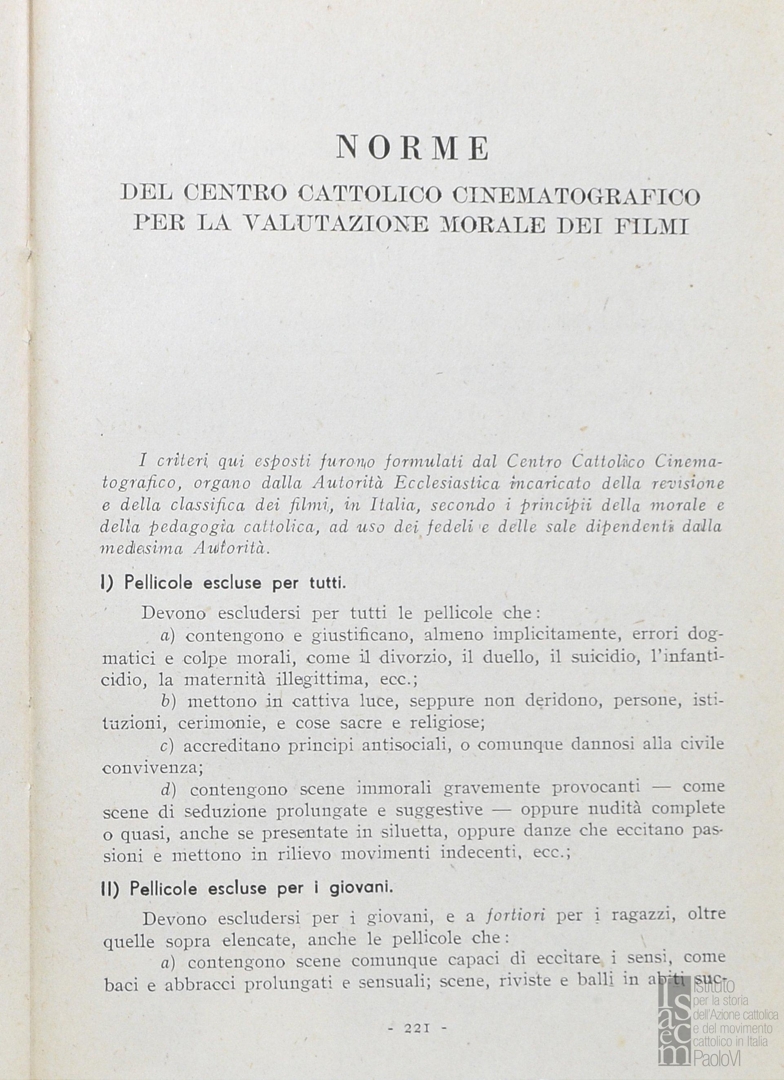 NORME
DEL CENTRO CATTOLICO CINEMATOGRAFICO
PER LA VALUTAZIONE MORALE DEI FILMI
I criteri qui esposti furono formulati dal Centro Cattolico Cinema-
tografico, organo dalla Autorità Ecclesiastica incaricato della revisione
e della classifica dei filmi, in Italia, secondo i principii della morale e
della pedagogia cattolica, ad uso dei fedeli e delle sale dipendenti dalla
medesima Autorità.
I) Pellicole escluse per tutti.
Devono escludersi per tutti le pellicole che:
a) contengono e giustificano, almeno implicitamente, errori dog-
matici e colpe morali, come il divorzio, il duello, il suicidio, l'infanti-
cidio, la maternità illegittima, ecc.;
b) mettono in cattiva luce, seppure non deridono, persone, isti-
tuzioni, cerimonie, e cose sacre e religiose;
c) accreditano principi antisociali, o comunque dannosi alla civile
convivenza;
d) contengono scene immorali gravemente provocanti — come
scene di seduzione prolungate e suggestive — oppure nudità complete
o quasi, anche se presentate in siluetta, oppure danze che eccitano pas-
sioni e mettono in rilievo movimenti indecenti, ecc.;
II) Pellicole escluse per i giovani.
Devono escludersi per i giovani, e a fortiori per i ragazzi, oltre
quelle sopra elencate, anche le pellicole che:
a) contengono scene comunque capaci di eccitare i sensi, come
baci e abbracci prolungati e sensuali; scene, riviste e balli in abiti suc-
- 221 -
Isacem
Istituto
per la storia
dell'Azione cattolica
e del movimento
cattolico in Italia
PaoloVI